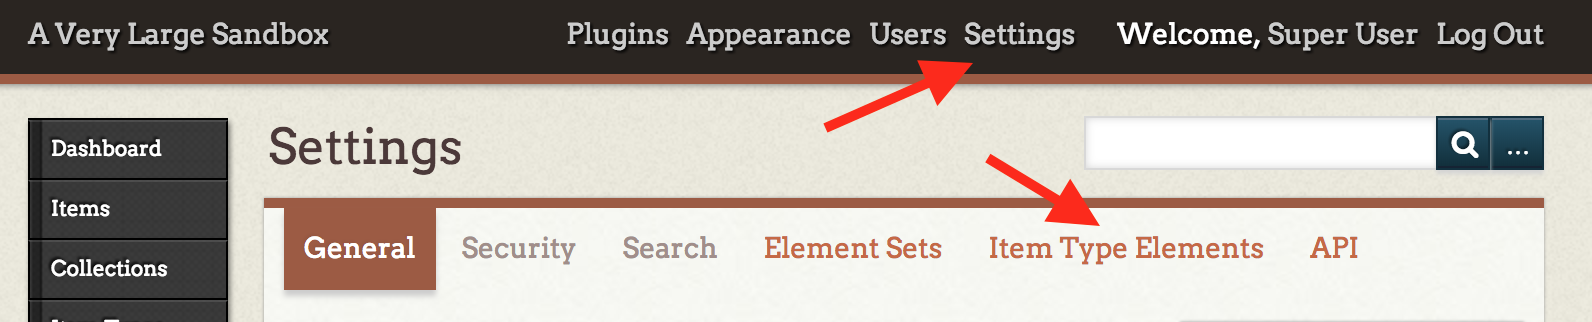 A Very Large Sandbox Plugins Appearance Users Settings Welcome, Super User Log Out
Settings
...
Dashboard
Items
Collections
General Security Search Element Sets Item Type Elements API